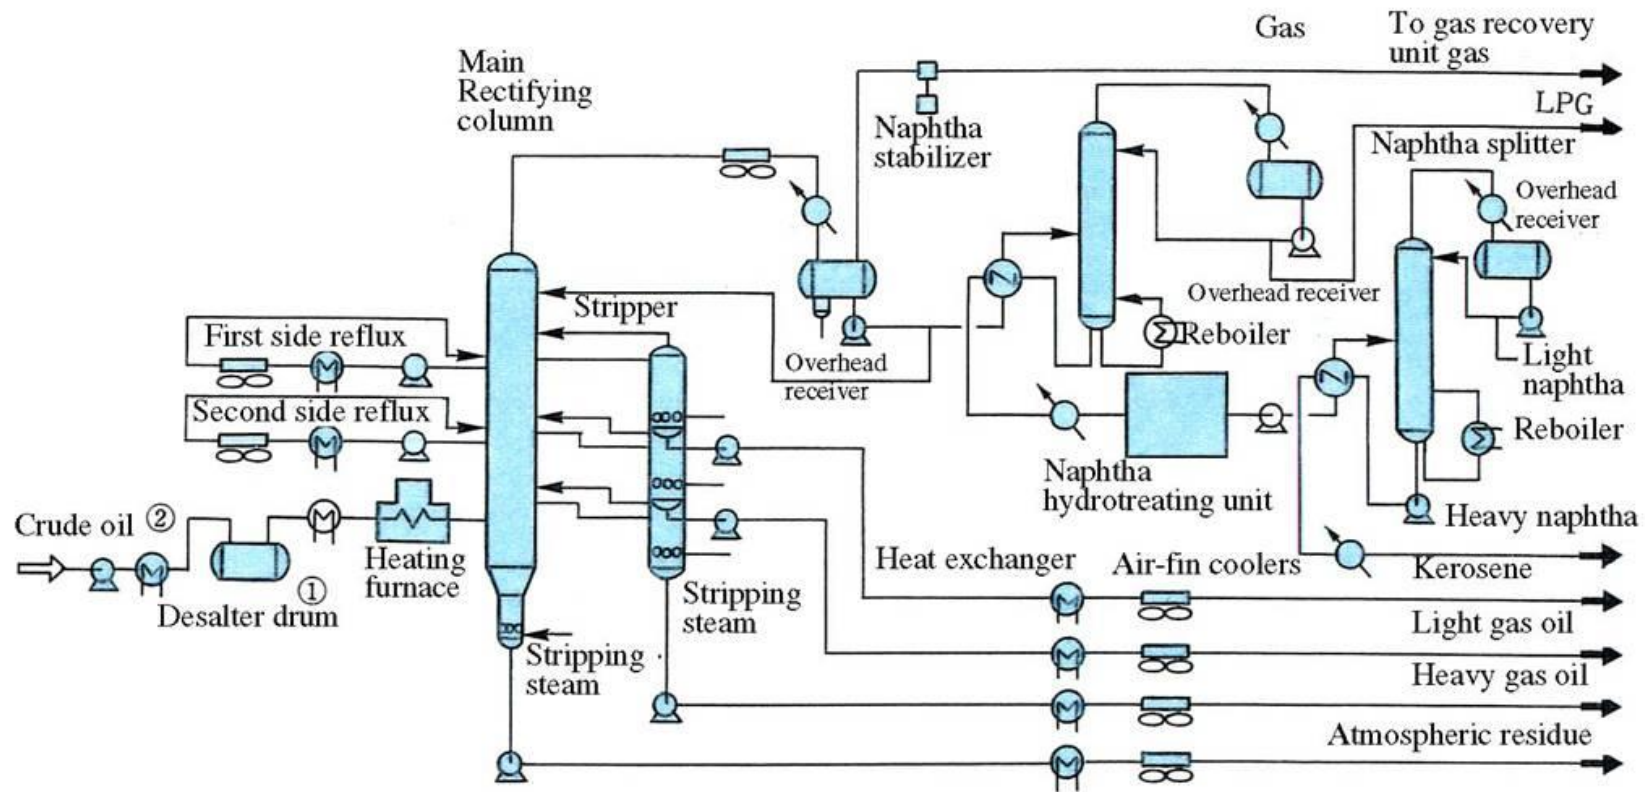 Gas
To gas recovery
unit gas
Main
Rectifying
column
LPG
Naphtha
stabilizer
Naphtha splitter
Overhead
receiver
Stripper
Overhead receiver
First side reflux
Reboiler
Overhead
receiver
Light
naphtha
Second side reflux
Reboiler
Naphtha
hydrotreating unit
Crude oil ②
Heavy naphtha
Heating
furnace
Heat exchanger
Air-fin coolers
Kerosene
①
Desalter drum
Stripping
steam
Light gas oil
Stripping
steam
Heavy gas oil
Atmospheric residue